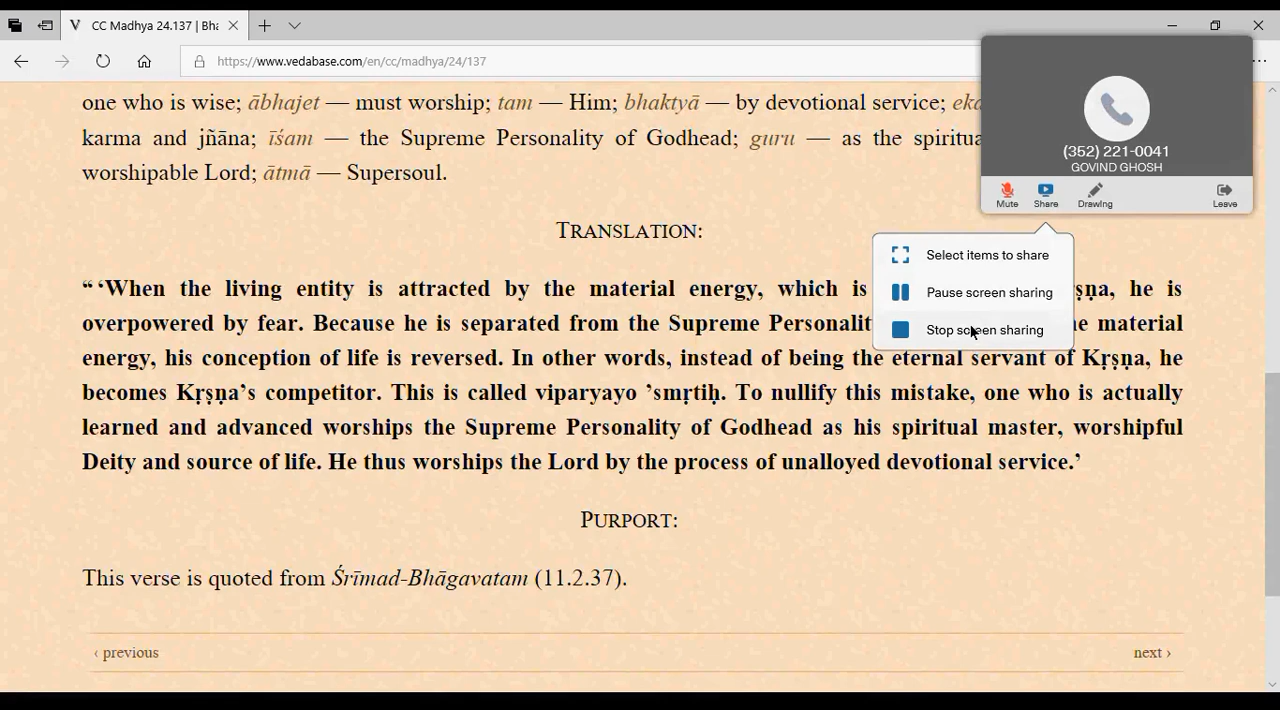 CC Madhya 24.137 | Bha
https://www.vedabase.com/en/cc/madhya/24/137
one who is wise; ābhajet — must worship; tam — Him; bhaktyā — by devotional service; eka
karma and jñāna; īśam — the Supreme Personality of Godhead; guru — as the spiritu
worshipable Lord; ātmā — Supersoul.
(352) 221-0041
GOVIND GHOSH
Mute Share Drawing Leave
Select items to share
Pause screen sharing
Stop screen sharing
TRANSLATION:
“ ‘When the living entity is attracted by the material energy, which is ṛṣṇa, he is
overpowered by fear. Because he is separated from the Supreme Personalit e material
energy, his conception of life is reversed. In other words, instead of being the eternal servant of Kṛṣṇa, he
becomes Kṛṣṇa’s competitor. This is called viparyayo ’smṛtiḥ. To nullify this mistake, one who is actually
learned and advanced worships the Supreme Personality of Godhead as his spiritual master, worshipful
Deity and source of life. He thus worships the Lord by the process of unalloyed devotional service.’
PURPORT:
This verse is quoted from Śrīmad-Bhāgavatam (11.2.37).
‹ previous next ›